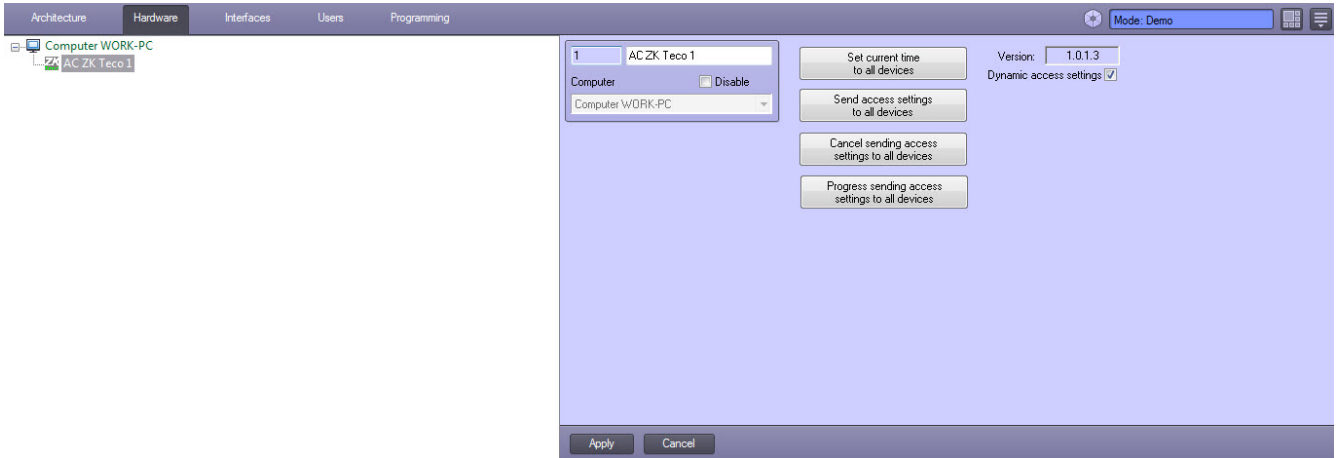 Architecture Hardware Interfaces Users Programming Mode: Demo
Computer WORK-PC
ZK AC ZK Teco 1
1 AC ZK Teco 1
Computer Disable
Computer WORK-PC
Set current time
to all devices
Send access settings
to all devices
Cancel sending access
settings to all devices
Progress sending access
settings to all devices
Version: 1.0.1.3
Dynamic access settings
Apply Cancel